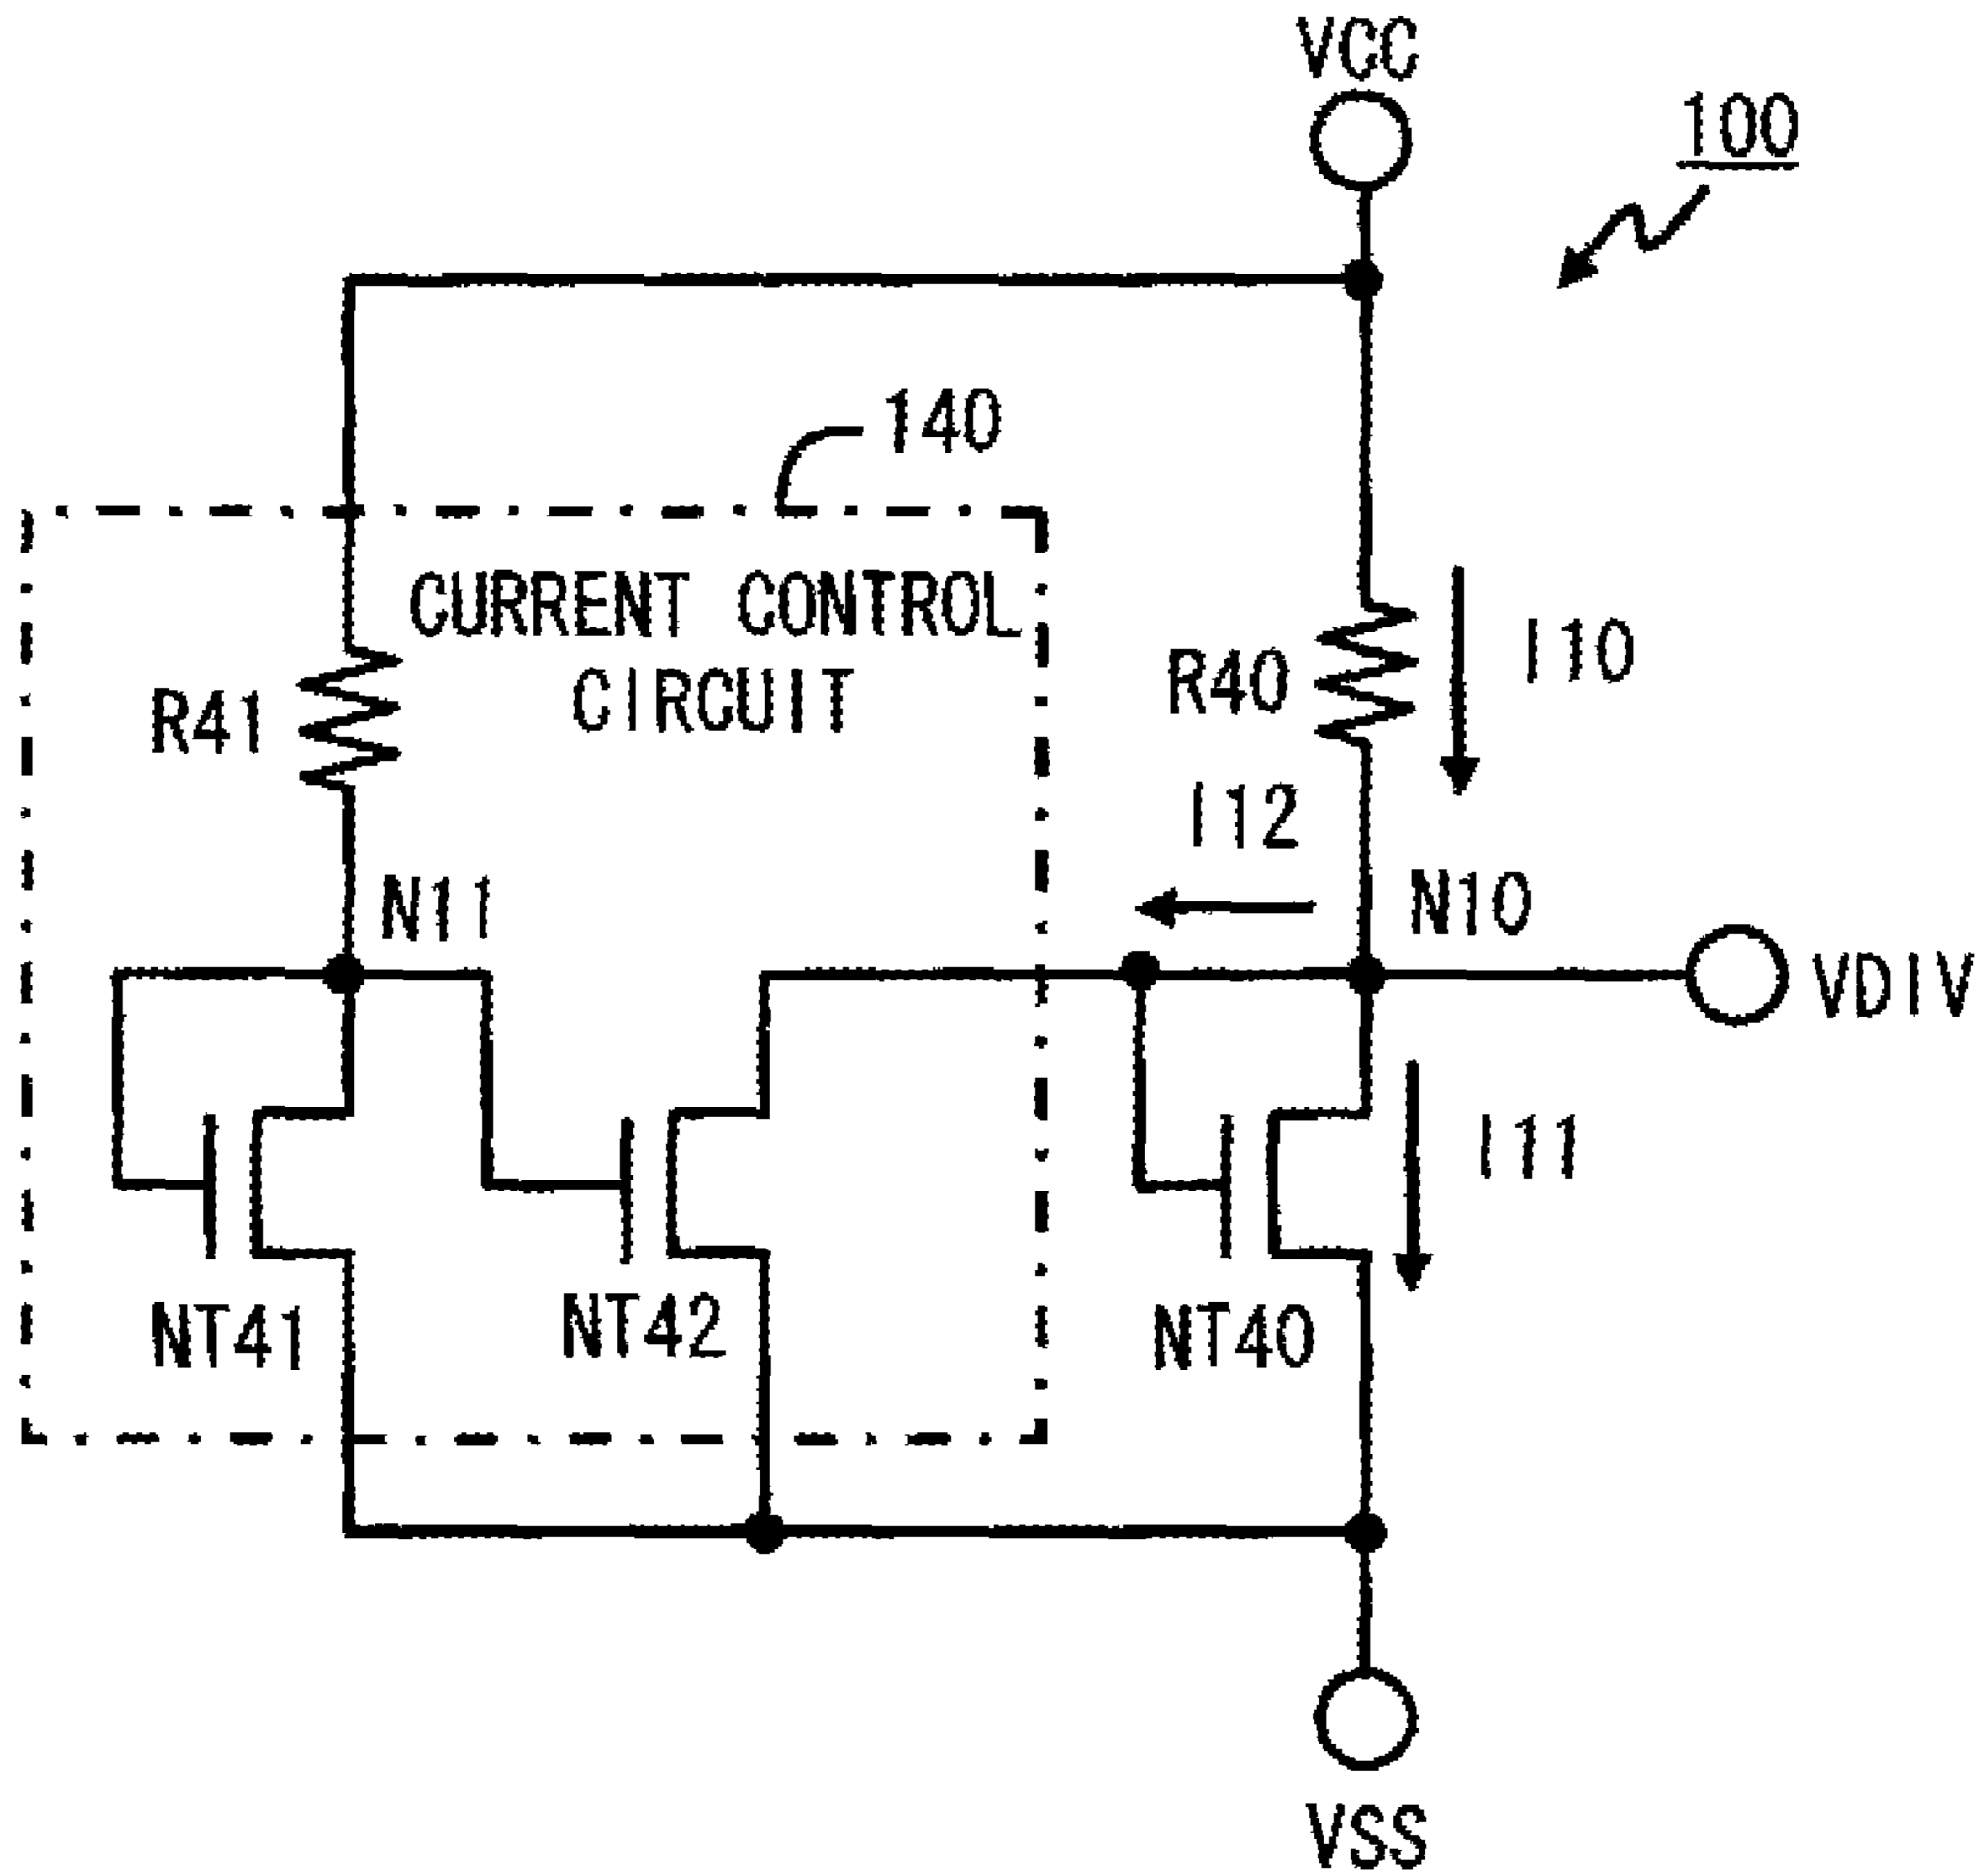 VCC
100
140
CURRENT CONTROL
CIRCUIT
R41
R40
I10
I12
N11
N10
VDIV
I11
NT41
NT42
NT40
VSS